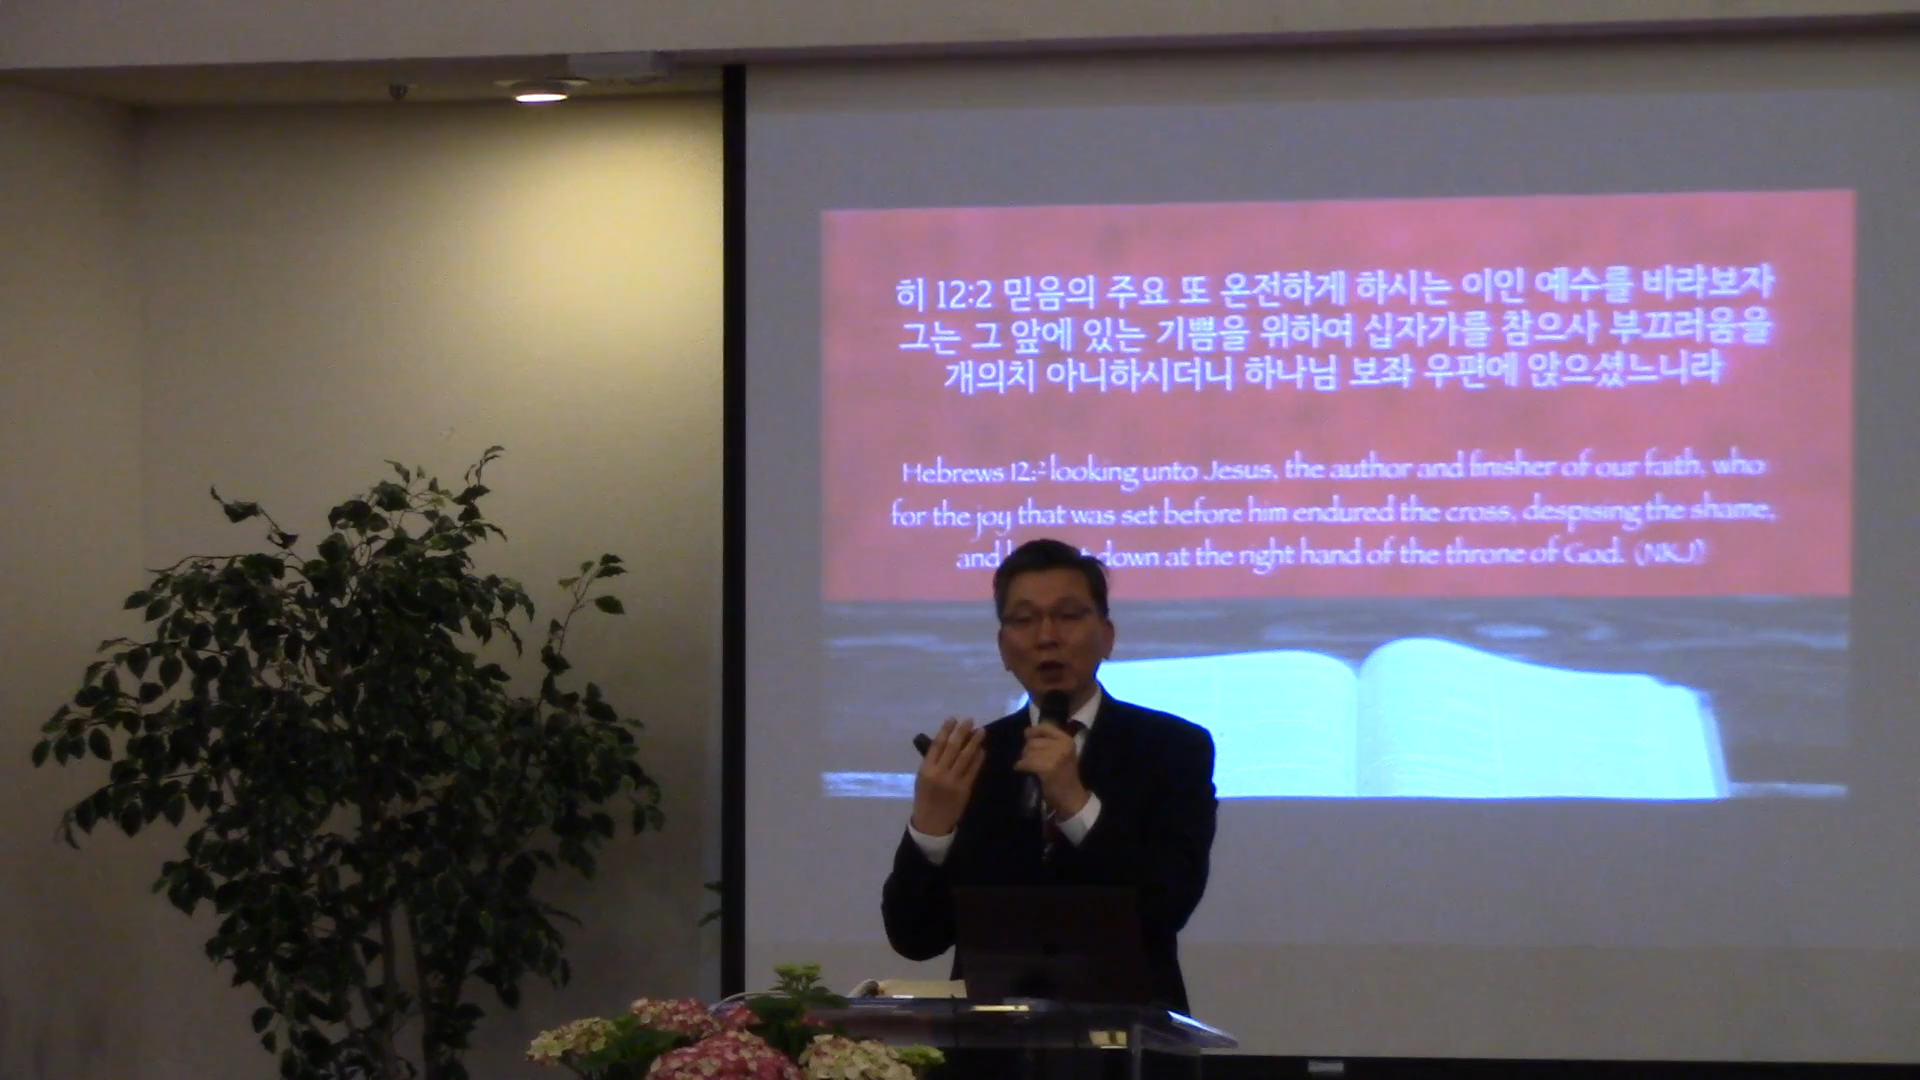 히 12:2 믿음의 주요 또 온전하게 하시는 이인 예수를 바라보자
그는 그 앞에 있는 기쁨을 위하여 십자가를 참으사 부끄러움을
개의치 아니하시더니 하나님 보좌 우편에 앉으셨느니라
Hebrews 12:2 looking unto Jesus, the author and finisher of our faith, who
for the joy that was set before him endured the cross, despising the shame,
and down at the right hand of the throne of God. (NKJ)